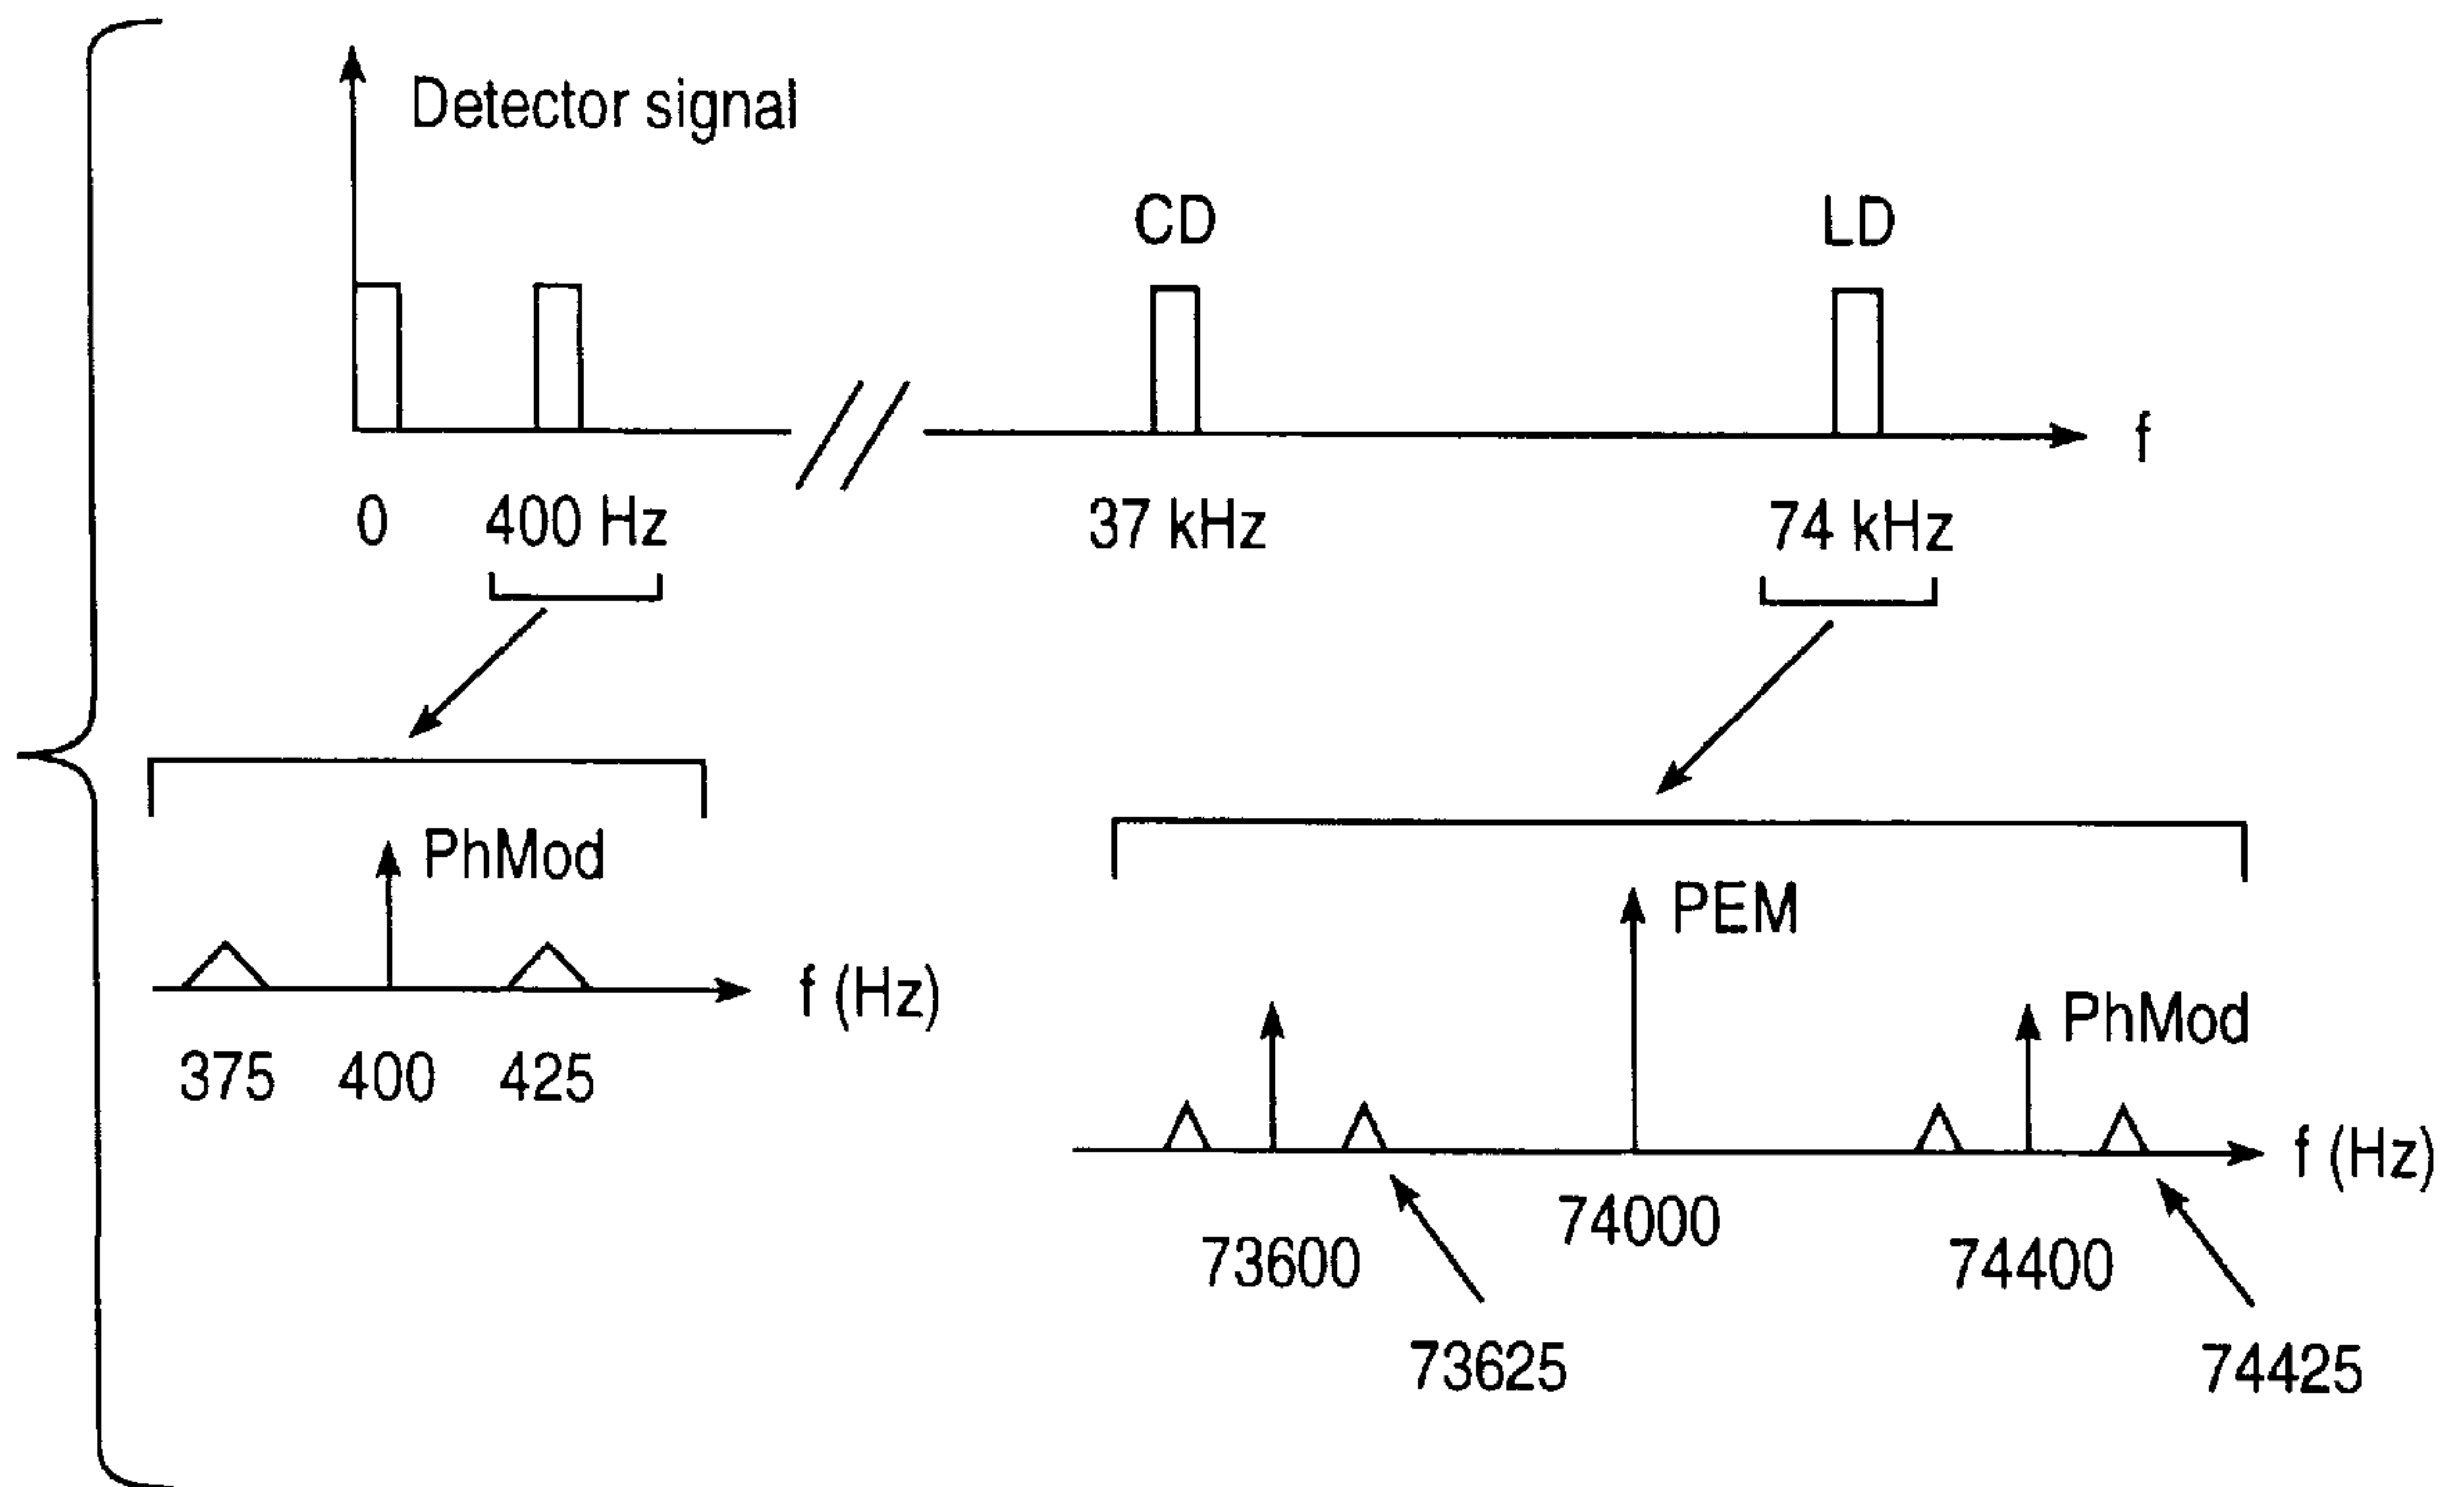 Detector signal
CD
LD
f
0
400 Hz
37 kHz
74 kHz
PhMod
f (Hz)
375
400
425
PEM
PhMod
f (Hz)
73600
74000
74400
73625
74425